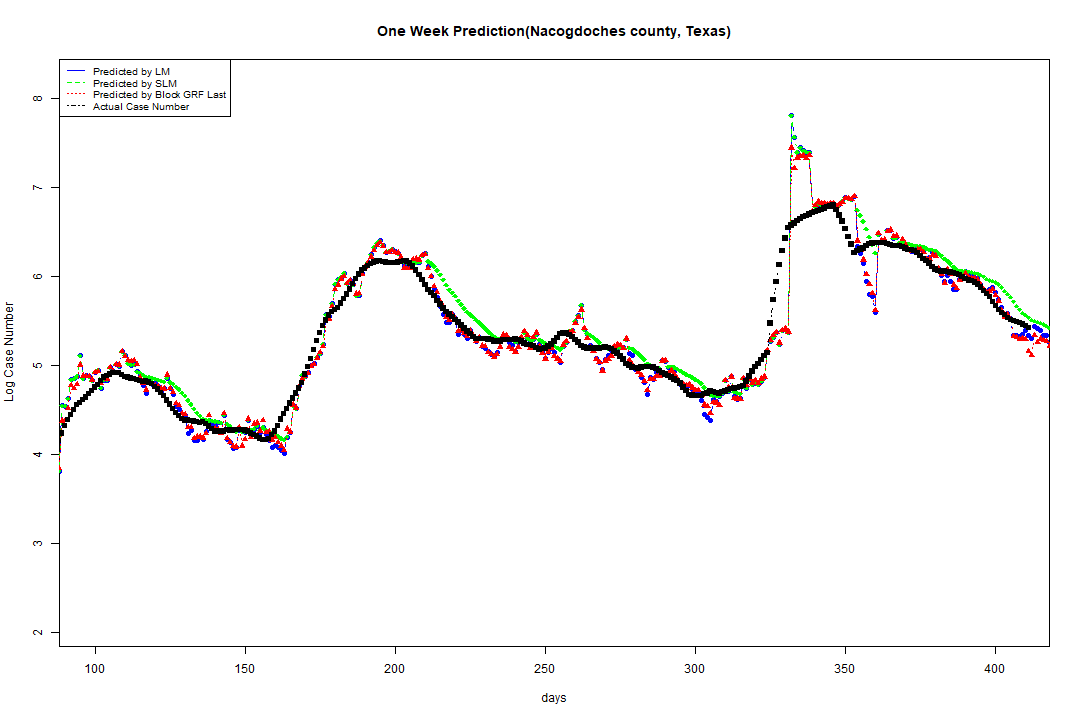 One Week Prediction(Nacogdoches county, Texas)
Predicted by LM
Predicted by SLM
Predicted by Block GRF Last
Actual Case Number
Log Case Number
8
7
6
5
4
3
2
100 150 200 250 300 350 400
days